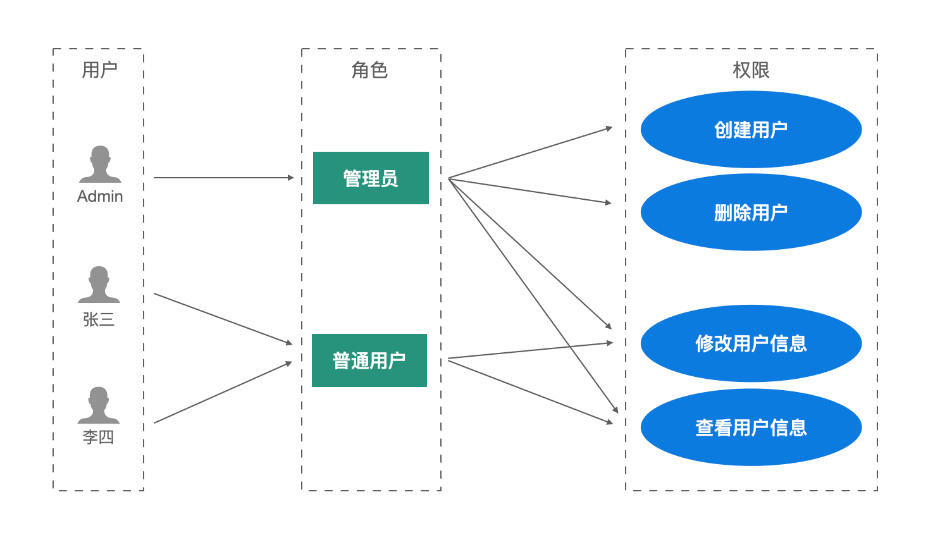 用户
角色
权限
Admin
张三
李四
管理员
普通用户
创建用户
删除用户
修改用户信息
查看用户信息